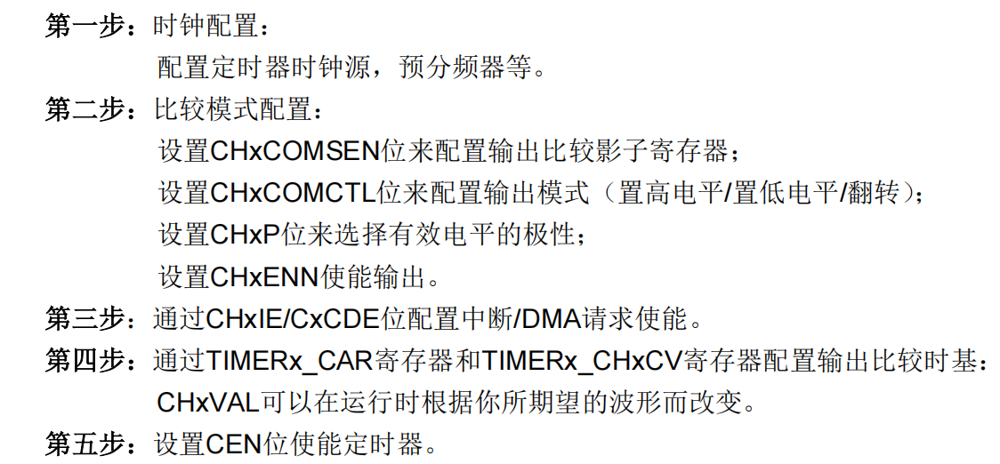 第一步：时钟配置：
配置定时器时钟源，预分频器等。
第二步：比较模式配置：
设置CHxCOMSEN位来配置输出比较影子寄存器；
设置CHxCOMCTL位来配置输出模式（置高电平/置低电平/翻转）；
设置CHxP位来选择有效电平的极性；
设置CHxENN使能输出。
第三步：通过CHxIE/CxCDE位配置中断/DMA请求使能。
第四步：通过TIMERx_CAR寄存器和TIMERx_CHxCV寄存器配置输出比较时基：
CHxVAL可以在运行时根据你所期望的波形而改变。
第五步：设置CEN位使能定时器。